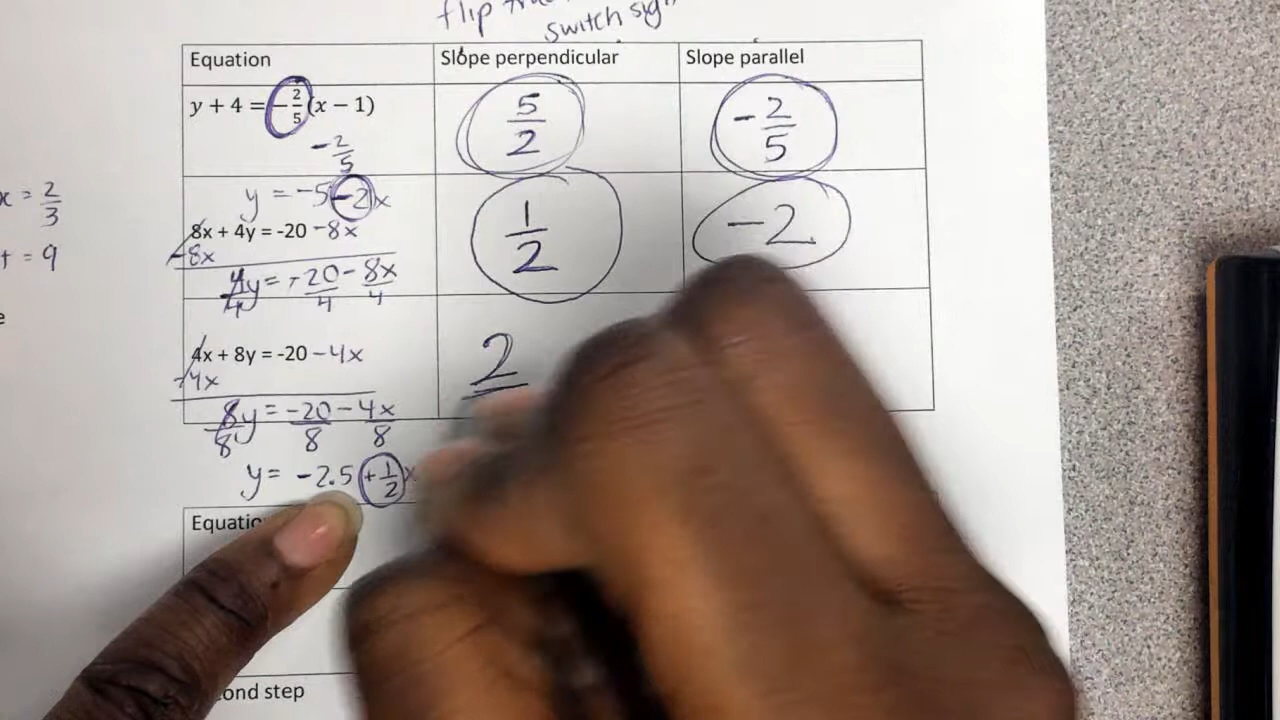 flip
switch sign
Equation Slope perpendicular Slope parallel
y + 4 = -2/5(x − 1) 5/2 -2/5
-2/5
y = -5-2x 1/2 -2
8x + 4y = -20 -8x
-8x
4y/4 = -20/4 - 8x/4
4x + 8y = -20 -4x 2
-4x
8y/8 = -20/8 - 4x/8
y = -2.5 +1/2x
x = 2/3
= 9
step